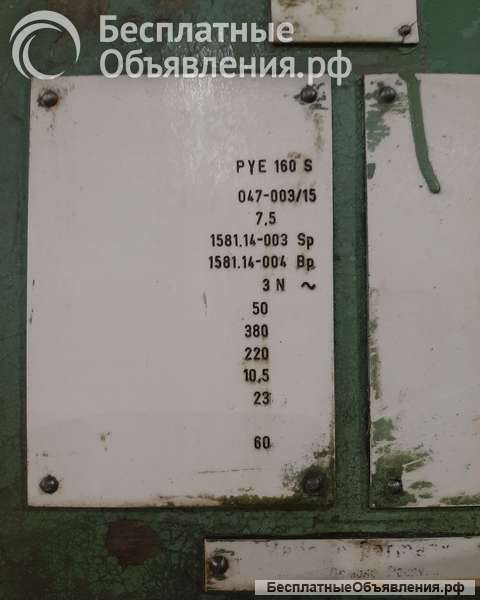 Бесплатные
Объявления.рф
PYE 160 S
047-003/15
7,5
1581.14-003 Sp
1581.14-004 Bp
3 N ~
50
380
220
10,5
23
60
БесплатныеОбъявления.рф